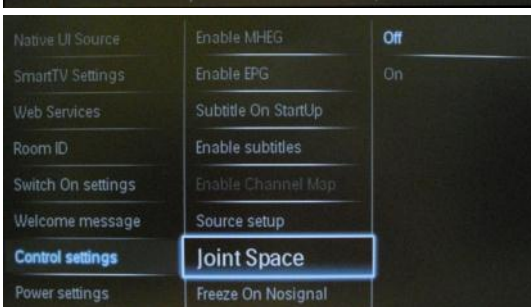 Native UI Source
SmartTV Settings
Web Services
Room ID
Switch On settings
Welcome message
Control settings
Power settings
Enable MHEG
Enable EPG
Subtitle On StartUp
Enable subtitles
Enable Channel Map
Source setup
Joint Space
Freeze On Nosignal
Off
On